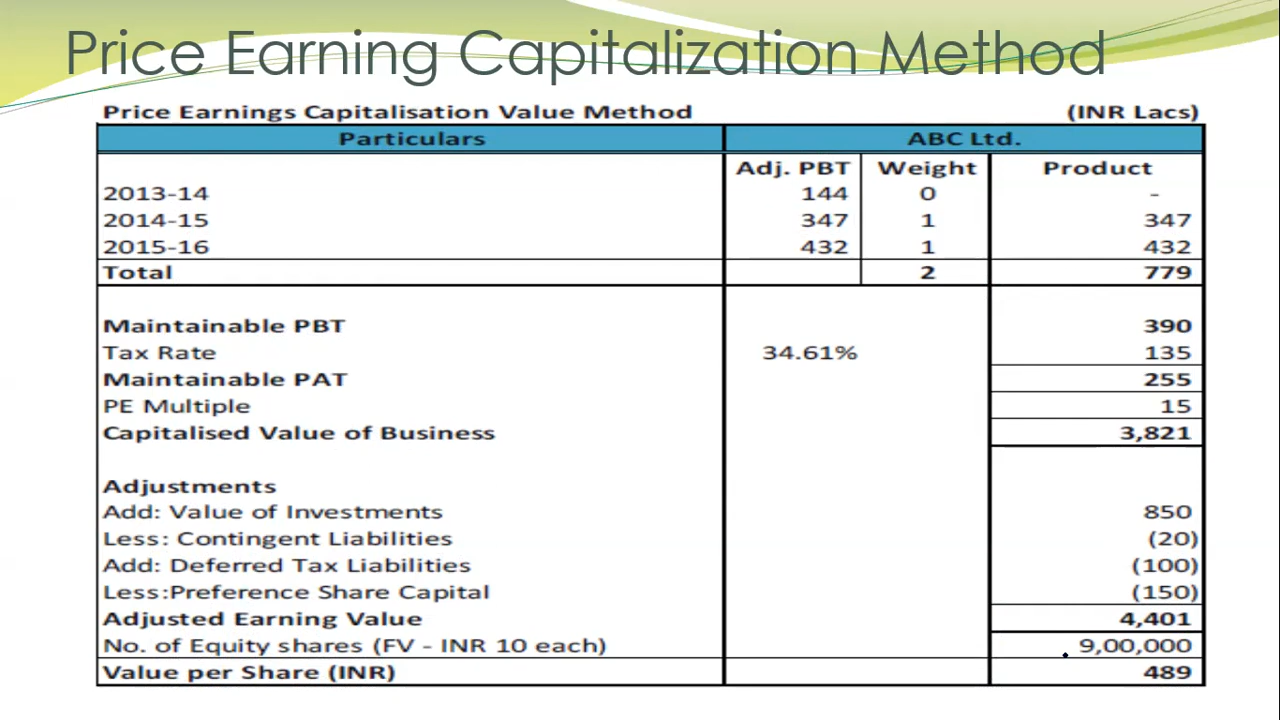 Price Earning Capitalization Method
Price Earnings Capitalisation Value Method (INR Lacs)
Particulars ABC Ltd.
Adj. PBT Weight Product
2013-14 144 0 -
2014-15 347 1 347
2015-16 432 1 432
Total 2 779
Maintainable PBT 390
Tax Rate 34.61% 135
Maintainable PAT 255
PE Multiple 15
Capitalised Value of Business 3,821
Adjustments
Add: Value of Investments 850
Less: Contingent Liabilities (20)
Add: Deferred Tax Liabilities (100)
Less:Preference Share Capital (150)
Adjusted Earning Value 4,401
No. of Equity shares (FV - INR 10 each) 9,00,000
Value per Share (INR) 489